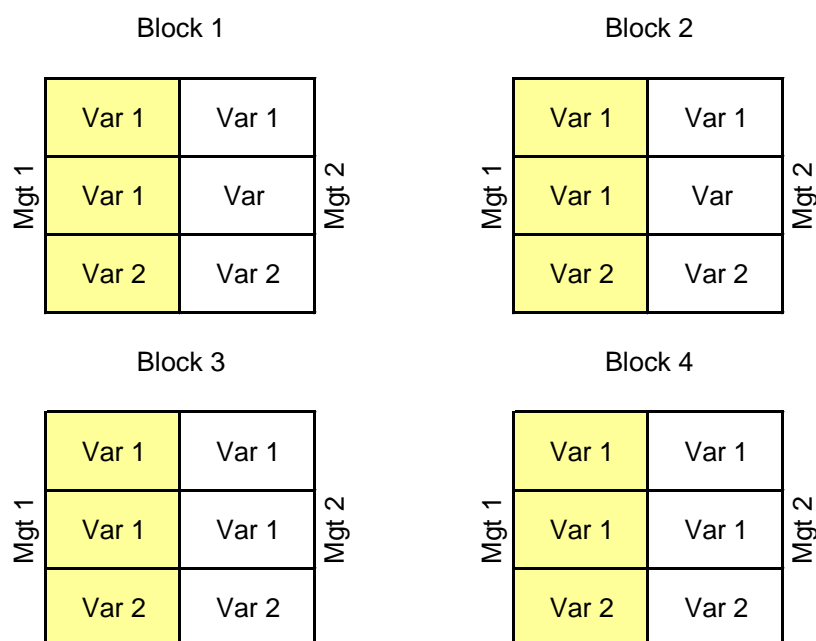 Block 1 Block 2
Var 1 Var 1 Var 1 Var 1
Mgt 1 Var 1 Var Mgt 2 Mgt 1 Var 1 Var Mgt 2
Var 2 Var 2 Var 2 Var 2
Block 3 Block 4
Var 1 Var 1 Var 1 Var 1
Mgt 1 Var 1 Var 1 Mgt 2 Mgt 1 Var 1 Var 1 Mgt 2
Var 2 Var 2 Var 2 Var 2